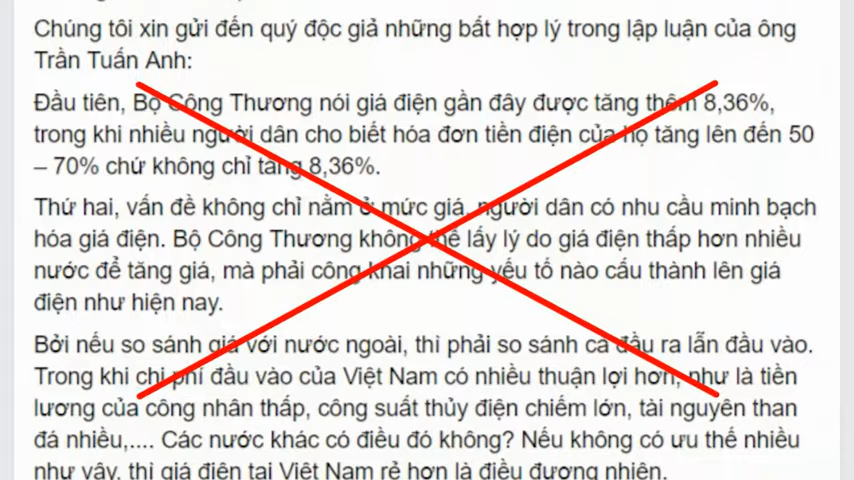 Chúng tôi xin gửi đến quý độc giả những bất hợp lý trong lập luận của ông
Trần Tuấn Anh:
Đầu tiên, Bộ Công Thương nói giá điện gần đây được tăng thêm 8,36%,
trong khi nhiều người dân cho biết hóa đơn tiền điện của họ tăng lên đến 50
– 70% chứ không chỉ tăng 8,36%.
Thứ hai, vấn đề không chỉ nằm ở mức giá, người dân có nhu cầu minh bạch
hóa giá điện. Bộ Công Thương không thể lấy lý do giá điện thấp hơn nhiều
nước để tăng giá, mà phải công khai những yếu tố nào cấu thành lên giá
điện như hiện nay.
Bởi nếu so sánh giá với nước ngoài, thì phải so sánh cả đầu ra lẫn đầu vào.
Trong khi chi phí đầu vào của Việt Nam có nhiều thuận lợi hơn, như là tiền
lương của công nhân thấp, công suất thủy điện chiếm lớn, tài nguyên than
đá nhiều,.... Các nước khác có điều đó không? Nếu không có ưu thế nhiều
như vậy, thì giá điện tại Việt Nam rẻ hơn là điều đương nhiên.